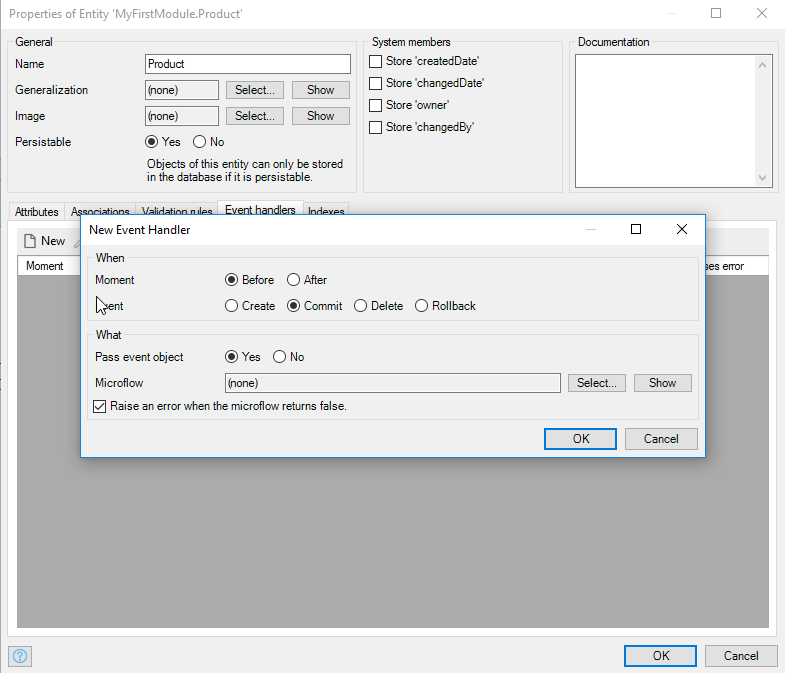 Properties of Entity 'MyFirstModule.Product'
General
Name
Product
Generalization
(none)
Select...
Show
Image
(none)
Select...
Show
Persistable
Yes
No
Objects of this entity can only be stored
in the database if it is persistable.
System members
Store 'createdDate'
Store 'changedDate'
Store 'owner'
Store 'changedBy'
Documentation
Attributes
Associations
Validation rules
Event handlers
Indexes
New
Moment
error
New Event Handler
When
Moment
Before
After
Create
Commit
Delete
Rollback
What
Pass event object
Yes
No
Microflow
(none)
Select...
Show
Raise an error when the microflow returns false.
OK
Cancel
OK
Cancel